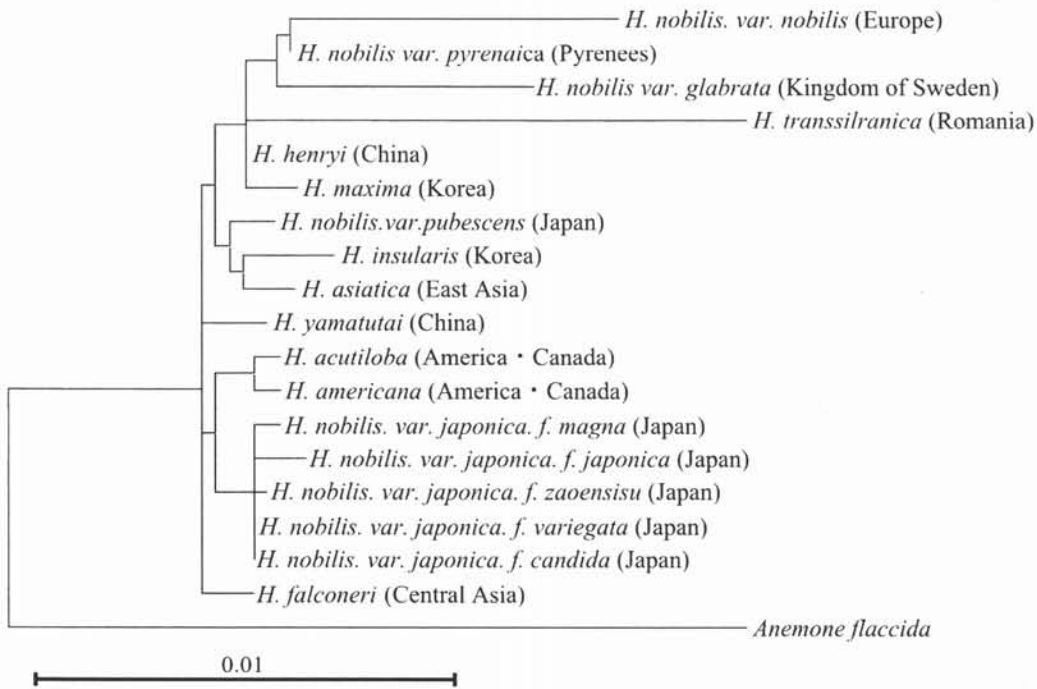 H. nobilis. var. nobilis (Europe)
H. nobilis var. pyrenaica (Pyrenees)
H. nobilis var. glabrata (Kingdom of Sweden)
H. transsilranica (Romania)
H. henryi (China)
H. maxima (Korea)
H. nobilis.var.pubescens (Japan)
H. insularis (Korea)
H. asiatica (East Asia)
H. yamatutai (China)
H. acutiloba (America・Canada)
H. americana (America・Canada)
H. nobilis. var. japonica. f. magna (Japan)
H. nobilis. var. japonica. f. japonica (Japan)
H. nobilis. var. japonica. f. zaoensisu (Japan)
H. nobilis. var. japonica. f. variegata (Japan)
H. nobilis. var. japonica. f. candida (Japan)
H. falconeri (Central Asia)
Anemone flaccida
0.01